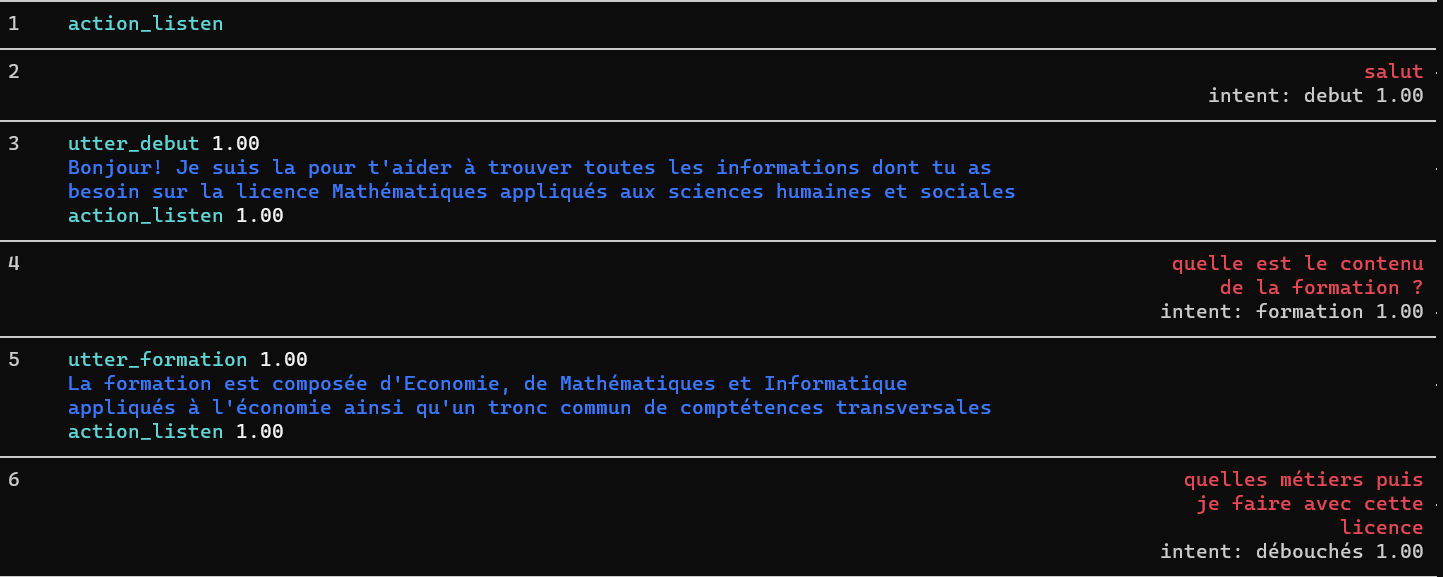 1 action_listen
2 salut
intent: debut 1.00
3 utter_debut 1.00
Bonjour! Je suis la pour t'aider à trouver toutes les informations dont tu as
besoin sur la licence Mathématiques appliqués aux sciences humaines et sociales
action_listen 1.00
4 quelle est le contenu
de la formation ?
intent: formation 1.00
5 utter_formation 1.00
La formation est composée d'Economie, de Mathématiques et Informatique
appliqués à l'économie ainsi qu'un tronc commun de comptétences transversales
action_listen 1.00
6 quelles métiers puis
je faire avec cette
licence
intent: débouchés 1.00